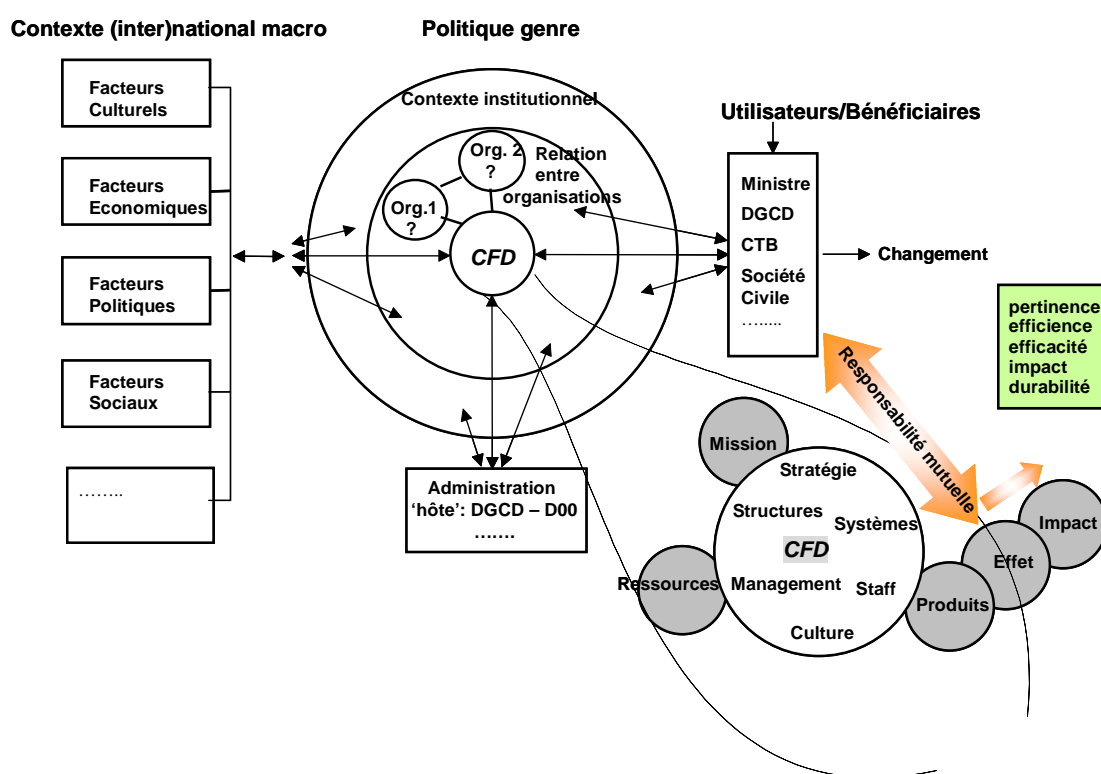 Contexte (inter)national macro
Politique genre
Facteurs
Culturels
Facteurs
Economiques
Facteurs
Politiques
Facteurs
Sociaux
........
Contexte institutionnel
Org. 2
?
Relation
entre
organisations
Org.1
?
CFD
Utilisateurs/Bénéficiaires
Ministre
DGCD
CTB
Société
Civile
….....
Changement
pertinence
efficience
efficacité
impact
durabilité
Responsabilité mutuelle
Administration
‘hôte’: DGCD – D00
…….
Mission
Stratégie
Structures
Systèmes
CFD
Ressources
Management
Staff
Culture
Produits
Effet
Impact